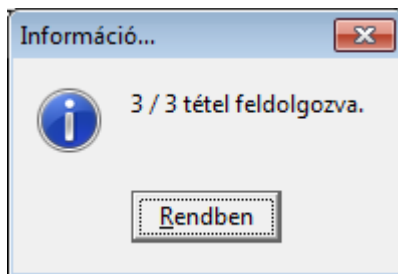 Információ...
3 / 3 tétel feldolgozva.
Rendben